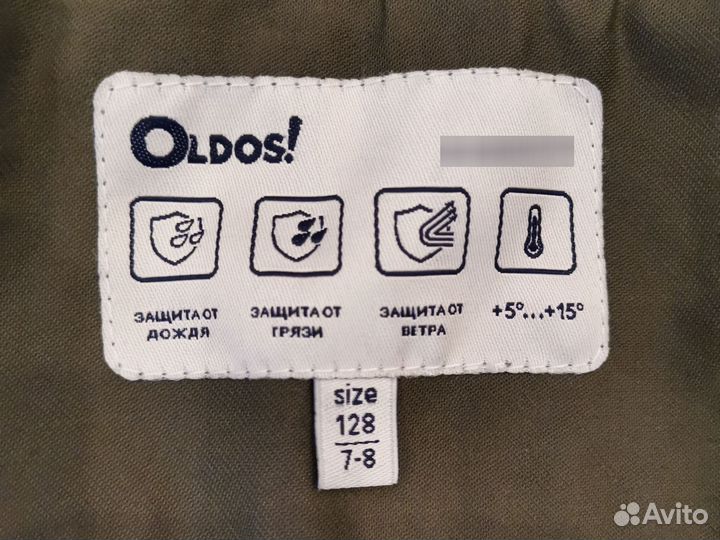 OLDOS!
ЗАЩИТА ОТ ДОЖДЯ
ЗАЩИТА ОТ ГРЯЗИ
ЗАЩИТА ОТ ВЕТРА
+5°...+15°
size
128
7-8
Avito